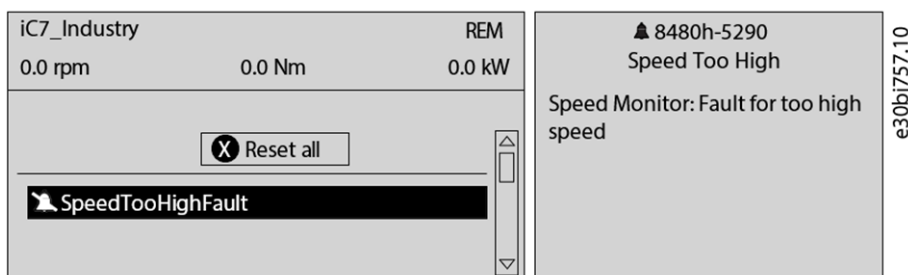 iC7_Industry REM
0.0 rpm 0.0 Nm 0.0 kW
X Reset all
SpeedTooHighFault
8480h-5290
Speed Too High
Speed Monitor: Fault for too high
speed
e30bi757.10